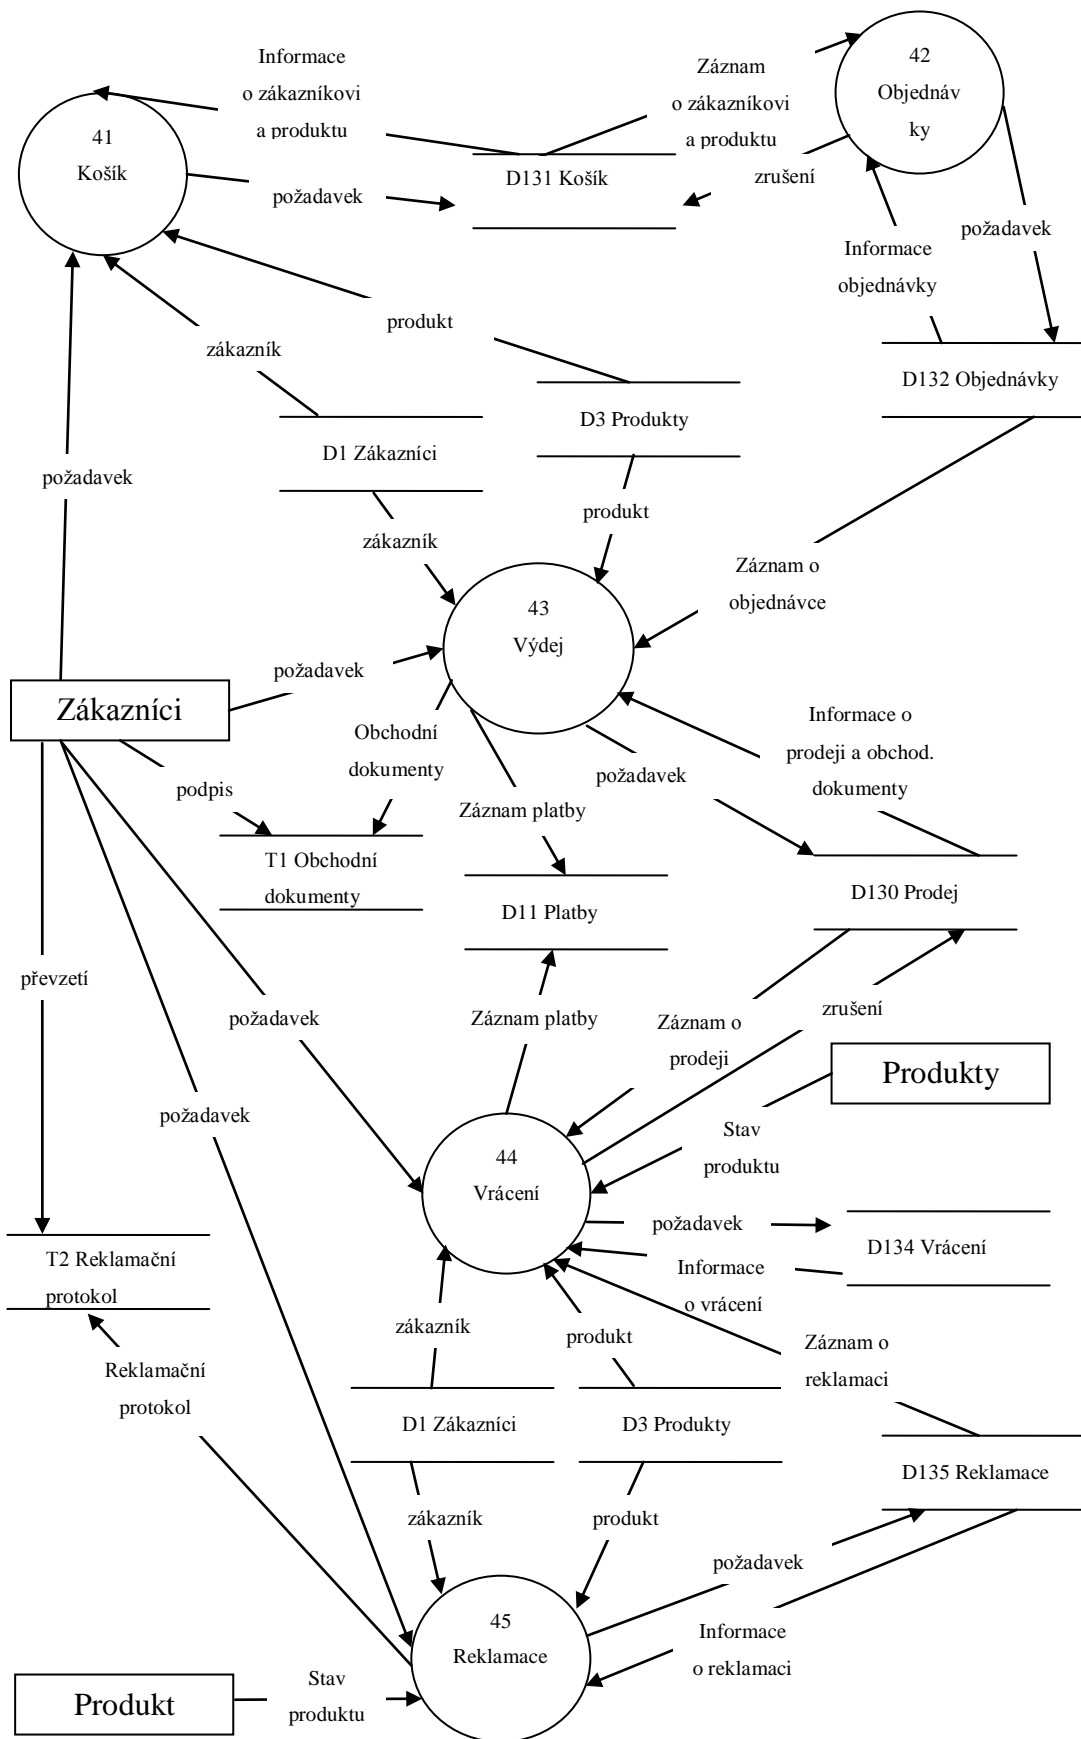 Informace
o zákazníkovi
a produktu
Záznam
o zákazníkovi
a produktu
42
Objednáv
ky
41
Košík
D131 Košík
zrušení
požadavek
požadavek
Informace
objednávky
produkt
zákazník
D132 Objednávky
D3 Produkty
D1 Zákazníci
požadavek
produkt
zákazník
Záznam o
objednávce
43
Výdej
požadavek
Zákazníci
Obchodní
dokumenty
Informace o
prodeji a obchod.
dokumenty
požadavek
podpis
Záznam platby
T1 Obchodní
dokumenty
D11 Platby
D130 Prodej
převzetí
požadavek
Záznam platby
Záznam o
prodeji
zrušení
Produkty
požadavek
Stav
produktu
44
Vrácení
požadavek
D134 Vrácení
T2 Reklamační
protokol
Informace
o vrácení
zákazník
produkt
Záznam o
reklamaci
Reklamační
protokol
D1 Zákazníci
D3 Produkty
D135 Reklamace
zákazník
produkt
požadavek
45
Reklamace
Informace
o reklamaci
Produkt
Stav
produktu